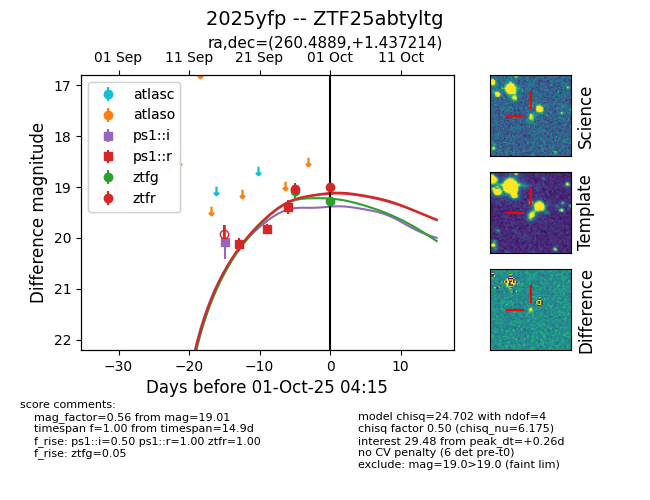 2025yfp -- ZTF25abtyltg
ra,dec=(260.4889,+1.437214)
01 Sep 11 Sep 21 Sep 01 Oct 11 Oct
17
18
19
20
21
22
Difference magnitude
atlasc
atlaso
ps1::i
ps1::r
ztfg
ztfr
−30 −20 −10 0 10
Days before 01-Oct-25 04:15
Science
Template
Difference
score comments:
mag_factor=0.56 from mag=19.01
timespan f=1.00 from timespan=14.9d
f_rise: ps1::i=0.50 ps1::r=1.00 ztfr=1.00
f_rise: ztfg=0.05
model chisq=24.702 with ndof=4
chisq factor 0.50 (chisq_nu=6.175)
interest 29.48 from peak_dt=+0.26d
no CV penalty (6 det pre-t0)
exclude: mag=19.0>19.0 (faint lim)